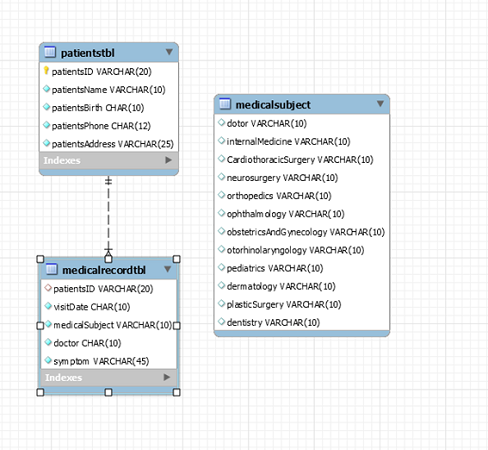 patientstbl
patientsID VARCHAR(20)
patientsName VARCHAR(10)
patientsBirth CHAR(10)
patientsPhone CHAR(12)
patientsAddress VARCHAR(25)
Indexes
medicalrecordtbl
patientsID VARCHAR(20)
visitDate CHAR(10)
medicalSubject VARCHAR(10)
doctor CHAR(10)
symptom VARCHAR(45)
Indexes
medicalsubject
dotor VARCHAR(10)
internalMedicine VARCHAR(10)
CardiothoracicSurgery VARCHAR(10)
neurosurgery VARCHAR(10)
orthopedics VARCHAR(10)
ophthalmology VARCHAR(10)
obstetricsAndGynecology VARCHAR(10)
otorhinolaryngology VARCHAR(10)
pediatrics VARCHAR(10)
dermatology VARCHAR(10)
plasticSurgery VARCHAR(10)
dentistry VARCHAR(10)